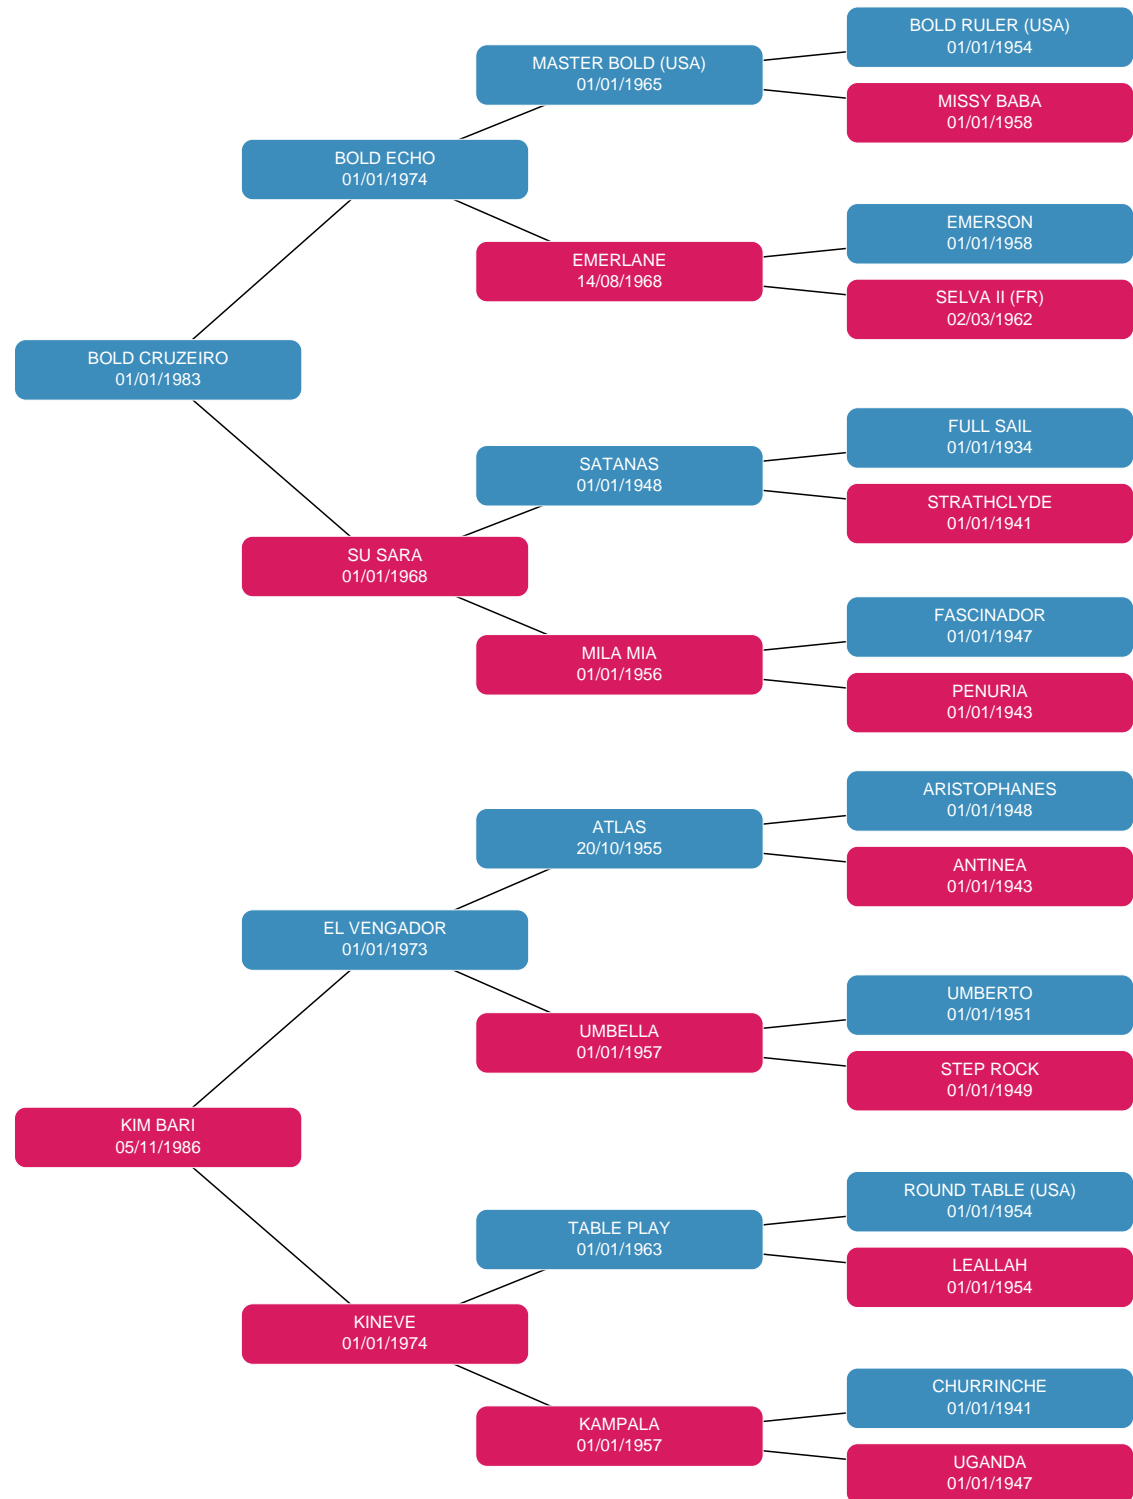 BOLD RULER (USA)
01/01/1954
MASTER BOLD (USA)
01/01/1965
MISSY BABA
01/01/1958
BOLD ECHO
01/01/1974
EMERSON
01/01/1958
EMERLANE
14/08/1968
SELVA II (FR)
02/03/1962
BOLD CRUZEIRO
01/01/1983
FULL SAIL
01/01/1934
SATANAS
01/01/1948
STRATHCLYDE
01/01/1941
SU SARA
01/01/1968
FASCINADOR
01/01/1947
MILA MIA
01/01/1956
PENURIA
01/01/1943
ARISTOPHANES
01/01/1948
ATLAS
20/10/1955
ANTINEA
01/01/1943
EL VENGADOR
01/01/1973
UMBERTO
01/01/1951
UMBELLA
01/01/1957
STEP ROCK
01/01/1949
KIM BARI
05/11/1986
ROUND TABLE (USA)
01/01/1954
TABLE PLAY
01/01/1963
LEALLAH
01/01/1954
KINEVE
01/01/1974
CHURRINCHE
01/01/1941
KAMPALA
01/01/1957
UGANDA
01/01/1947